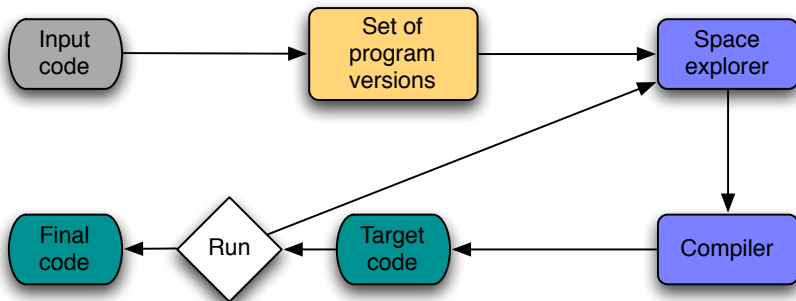 Input
code
Set of
program
versions
Space
explorer
Final
code
Run
Target
code
Compiler